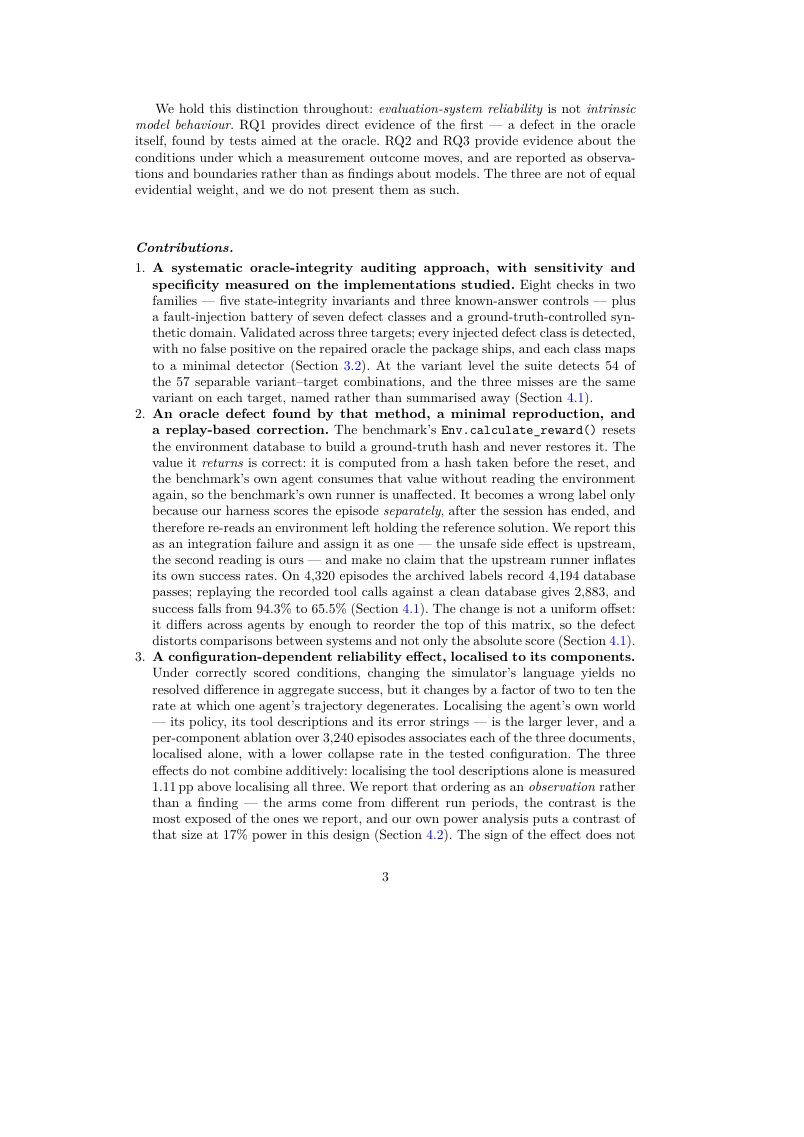 We hold this distinction throughout: evaluation-system reliability is not intrinsic
model behaviour. RQ1 provides direct evidence of the first — a defect in the oracle
itself, found by tests aimed at the oracle. RQ2 and RQ3 provide evidence about the
conditions under which a measurement outcome moves, and are reported as observa-
tions and boundaries rather than as findings about models. The three are not of equal
evidential weight, and we do not present them as such.
Contributions.
1. A systematic oracle-integrity auditing approach, with sensitivity and
specificity measured on the implementations studied. Eight checks in two
families — five state-integrity invariants and three known-answer controls — plus
a fault-injection battery of seven defect classes and a ground-truth-controlled syn-
thetic domain. Validated across three targets; every injected defect class is detected,
with no false positive on the repaired oracle the package ships, and each class maps
to a minimal detector (Section 3.2). At the variant level the suite detects 54 of
the 57 separable variant–target combinations, and the three misses are the same
variant on each target, named rather than summarised away (Section 4.1).
2. An oracle defect found by that method, a minimal reproduction, and
a replay-based correction. The benchmark's Env.calculate_reward() resets
the environment database to build a ground-truth hash and never restores it. The
value it returns is correct: it is computed from a hash taken before the reset, and
the benchmark's own agent consumes that value without reading the environment
again, so the benchmark's own runner is unaffected. It becomes a wrong label only
because our harness scores the episode separately, after the session has ended, and
therefore re-reads an environment left holding the reference solution. We report this
as an integration failure and assign it as one — the unsafe side effect is upstream,
the second reading is ours — and make no claim that the upstream runner inflates
its own success rates. On 4,320 episodes the archived labels record 4,194 database
passes; replaying the recorded tool calls against a clean database gives 2,883, and
success falls from 94.3% to 65.5% (Section 4.1). The change is not a uniform offset:
it differs across agents by enough to reorder the top of this matrix, so the defect
distorts comparisons between systems and not only the absolute score (Section 4.1).
3. A configuration-dependent reliability effect, localised to its components.
Under correctly scored conditions, changing the simulator's language yields no
resolved difference in aggregate success, but it changes by a factor of two to ten the
rate at which one agent's trajectory degenerates. Localising the agent's own world
— its policy, its tool descriptions and its error strings — is the larger lever, and a
per-component ablation over 3,240 episodes associates each of the three documents,
localised alone, with a lower collapse rate in the tested configuration. The three
effects do not combine additively: localising the tool descriptions alone is measured
1.11 pp above localising all three. We report that ordering as an observation rather
than a finding — the arms come from different run periods, the contrast is the
most exposed of the ones we report, and our own power analysis puts a contrast of
that size at 17% power in this design (Section 4.2). The sign of the effect does not
3